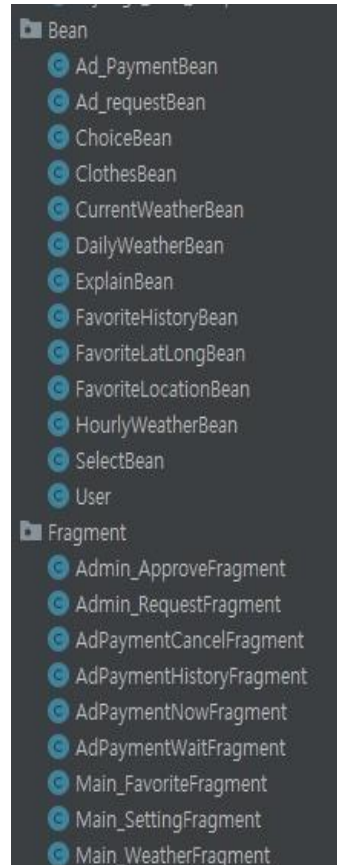 Bean
Ad_PaymentBean
Ad_requestBean
ChoiceBean
ClothesBean
CurrentWeatherBean
DailyWeatherBean
ExplainBean
FavoriteHistoryBean
FavoriteLatLongBean
FavoriteLocationBean
HourlyWeatherBean
SelectBean
User
Fragment
Admin_ApproveFragment
Admin_RequestFragment
AdPaymentCancelFragment
AdPaymentHistoryFragment
AdPaymentNowFragment
AdPaymentWaitFragment
Main_FavoriteFragment
Main_SettingFragment
Main_WeatherFragment